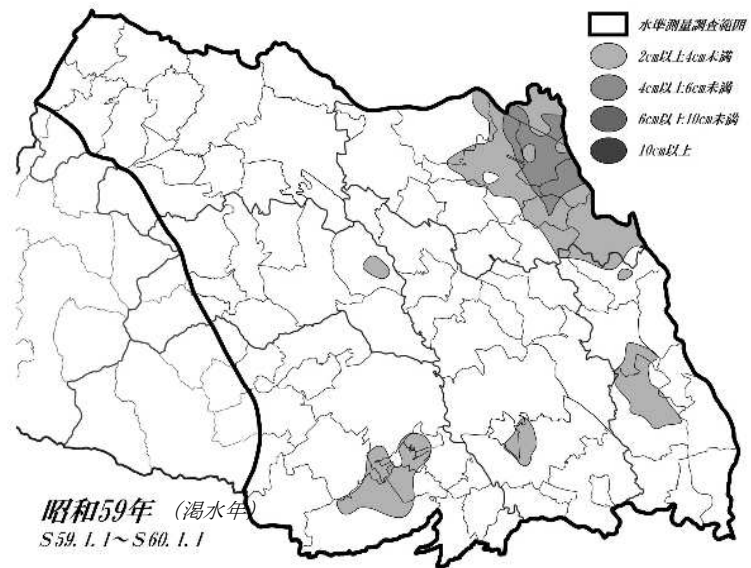 水準測量調査範囲
2cm以上4cm未満
4cm以上6cm未満
6cm以上10cm未満
10cm以上
昭和59年 (渇水年)
S59.1.1~S60.1.1